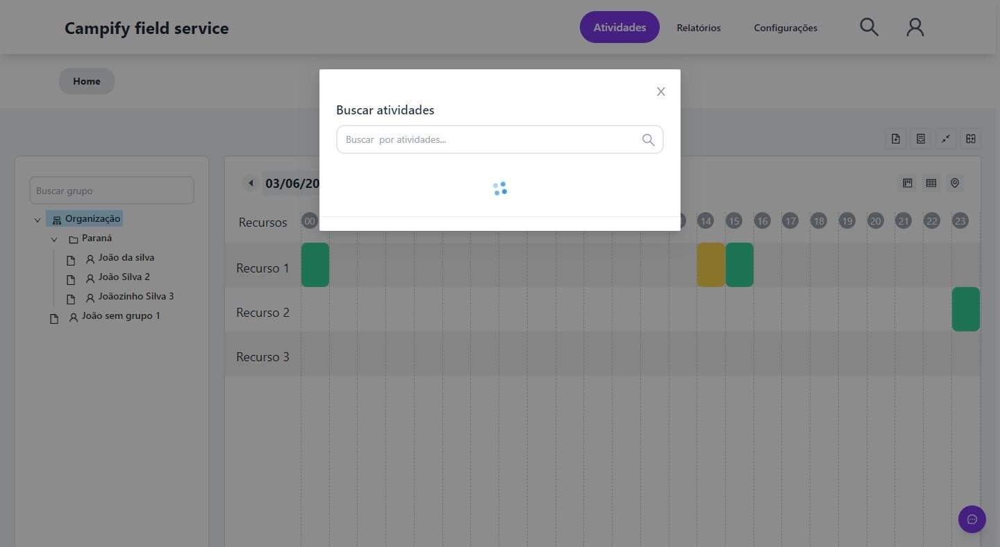 Campify field service
Atividades Relatórios Configurações
Home
X
Buscar atividades
Buscar por atividades...
Buscar grupo
Organização
Paraná
João da silva
João Silva 2
Joãozinho Silva 3
João sem grupo 1
03/06/20
Recursos 00 14 15 16 17 18 19 20 21 22 23
Recurso 1
Recurso 2
Recurso 3